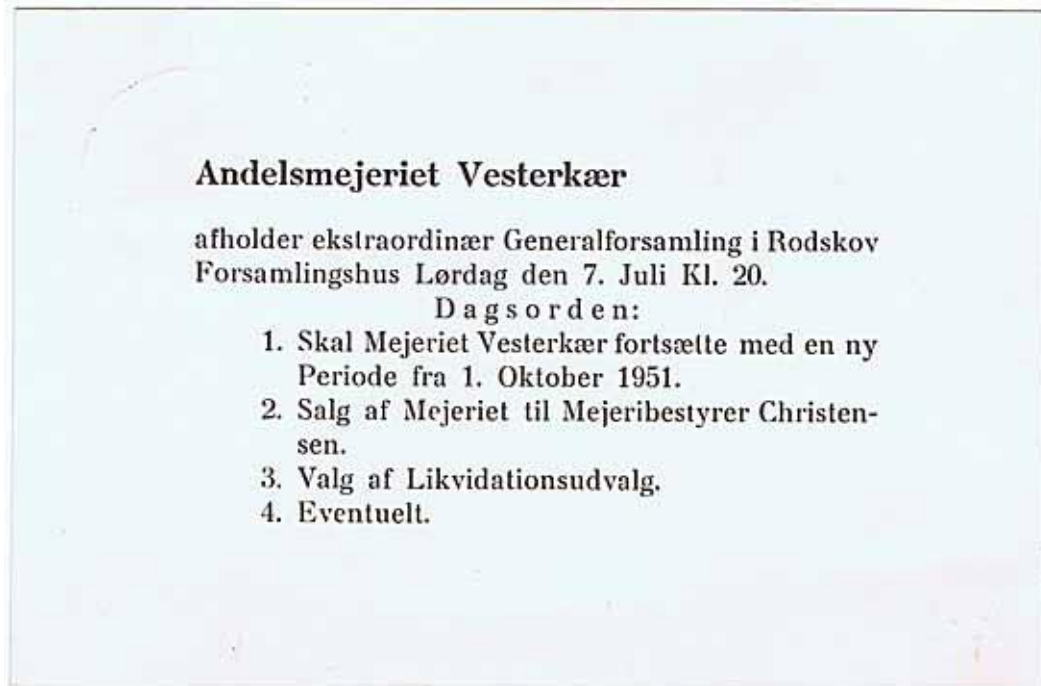 Andelsmejeriet Vesterkær
afholder ekstraordinær Generalforsamling i Rodskov
Forsamlingshus Lørdag den 7. Juli Kl. 20.
Dagsorden:
1. Skal Mejeriet Vesterkær fortsætte med en ny
Periode fra 1. Oktober 1951.
2. Salg af Mejeriet til Mejeribestyrer Christen-
sen.
3. Valg af Likvidationsudvalg.
4. Eventuelt.